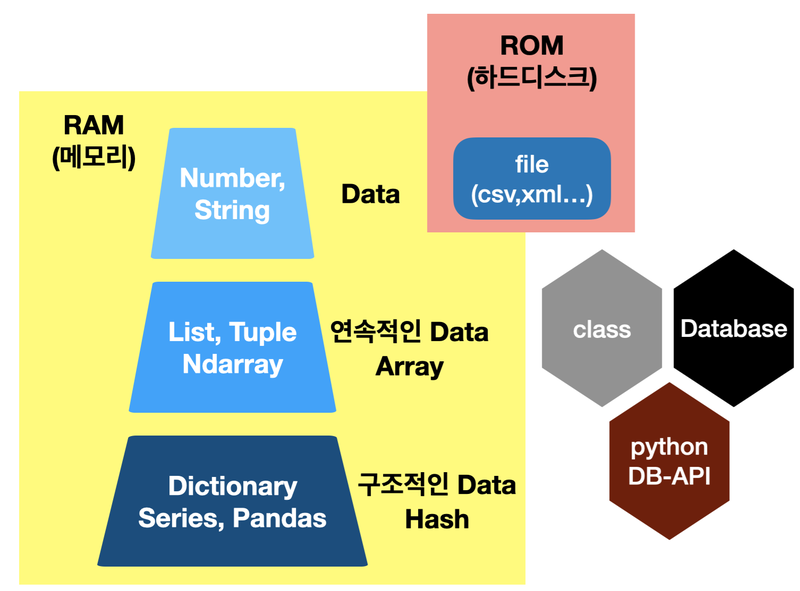 ROM
(하드디스크)
file
(csv,xml...)
RAM
(메모리)
Number,
String
Data
List, Tuple
Ndarray
연속적인 Data
Array
Dictionary
Series, Pandas
구조적인 Data
Hash
class
Database
python
DB-API